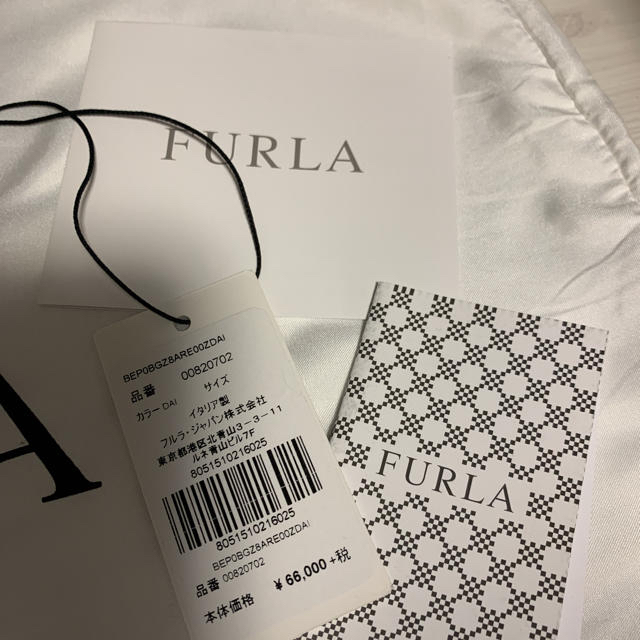 FURLA
BEP0BGZ8ARE00ZDAI
品番 00820702
カラー DAI サイズ
イタリア製
フルラ・ジャパン株式会社
東京都港区北青山3-3-11
ルネ青山ビル7F
8051510216025
8051510216025
BEP0BGZ8ARE00ZDAI
品番 00820702
本体価格 ¥ 66,000 +税
FURLA
A